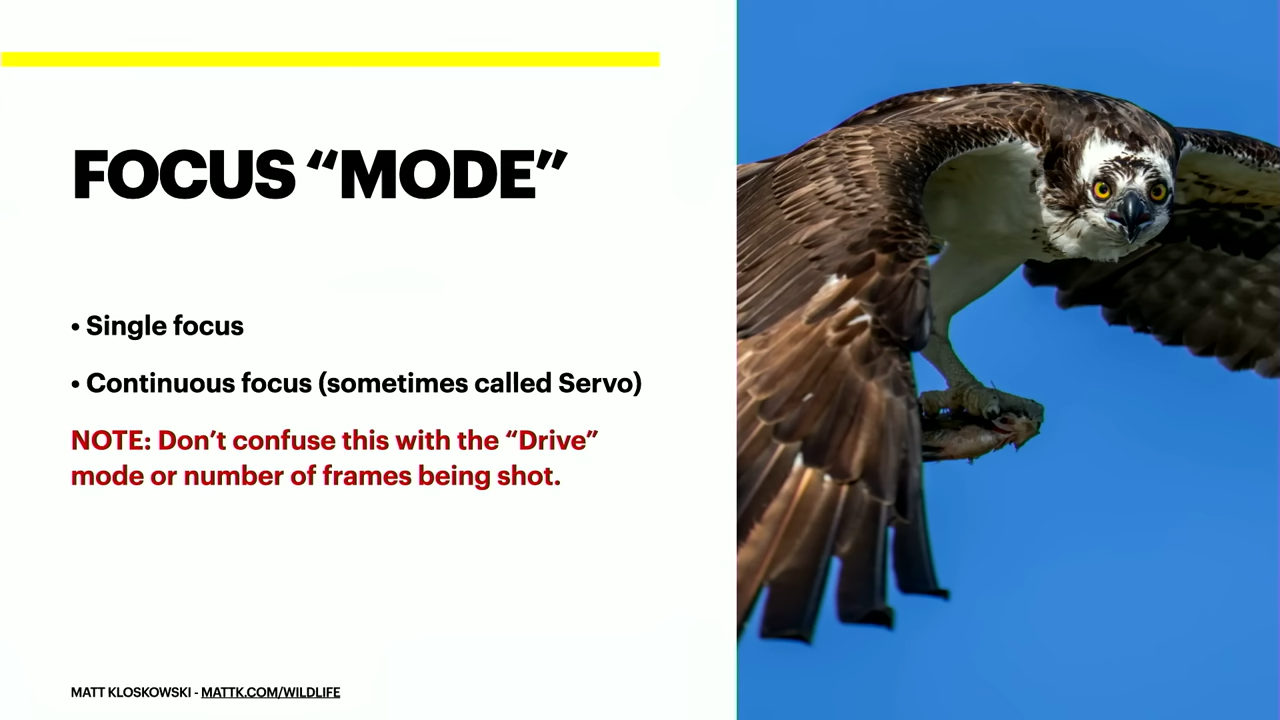 FOCUS “MODE”
• Single focus
• Continuous focus (sometimes called Servo)
NOTE: Don’t confuse this with the “Drive”
mode or number of frames being shot.
MATT KLOSKOWSKI - MATTK.COM/WILDLIFE